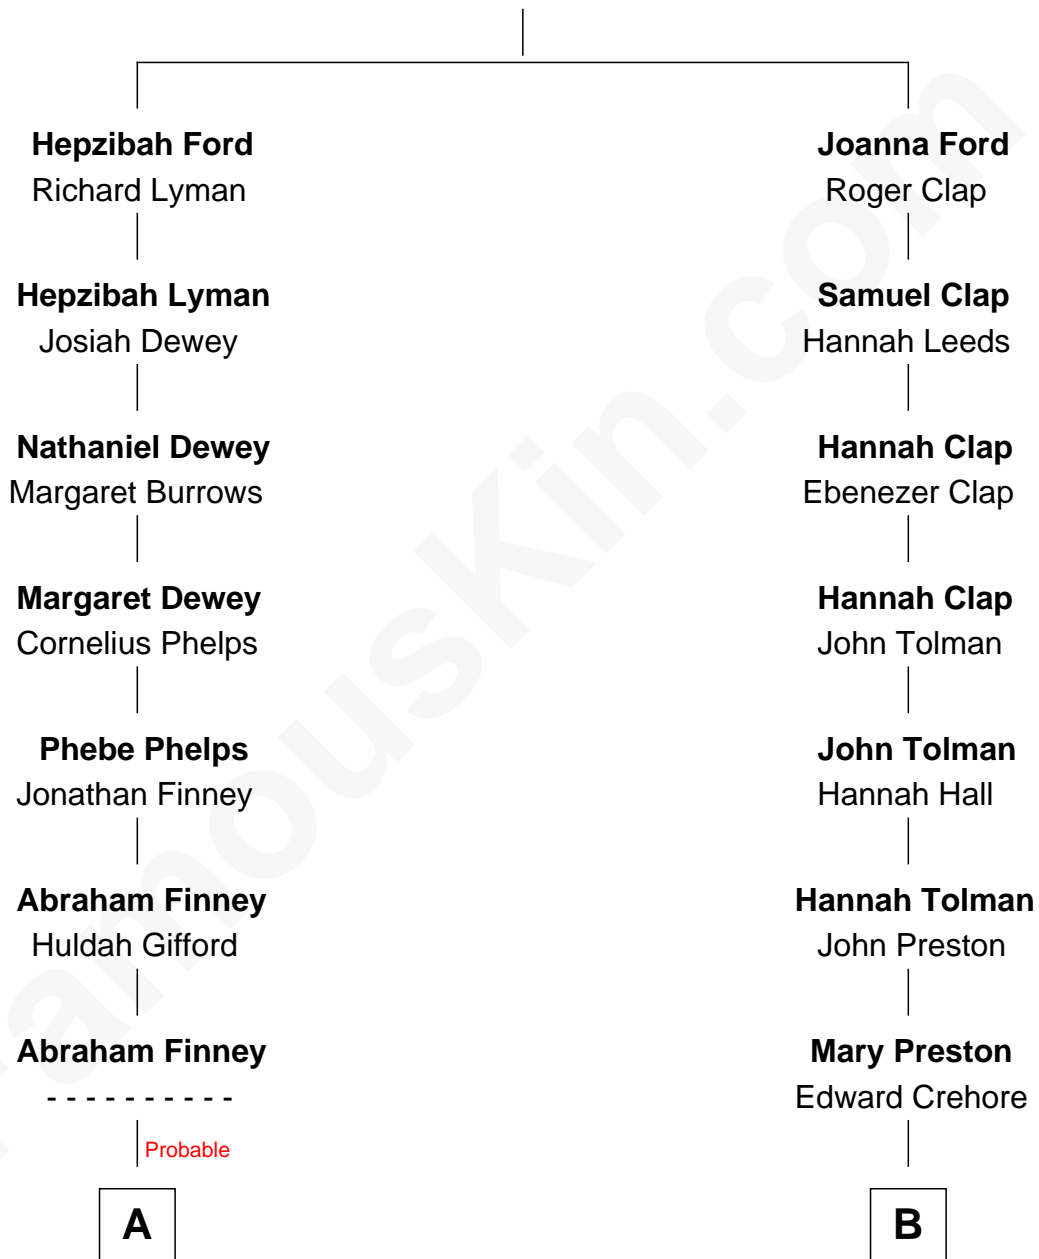 Hepzibah Ford
Richard Lyman
Hepzibah Lyman
Josiah Dewey
Nathaniel Dewey
Margaret Burrows
Margaret Dewey
Cornelius Phelps
Phebe Phelps
Jonathan Finney
Abraham Finney
Huldah Gifford
Abraham Finney
- - - - - - - - - -
Probable
A
Joanna Ford
Roger Clap
Samuel Clap
Hannah Leeds
Hannah Clap
Ebenezer Clap
Hannah Clap
John Tolman
John Tolman
Hannah Hall
Hannah Tolman
John Preston
Mary Preston
Edward Crehore
B
FamousKin.com